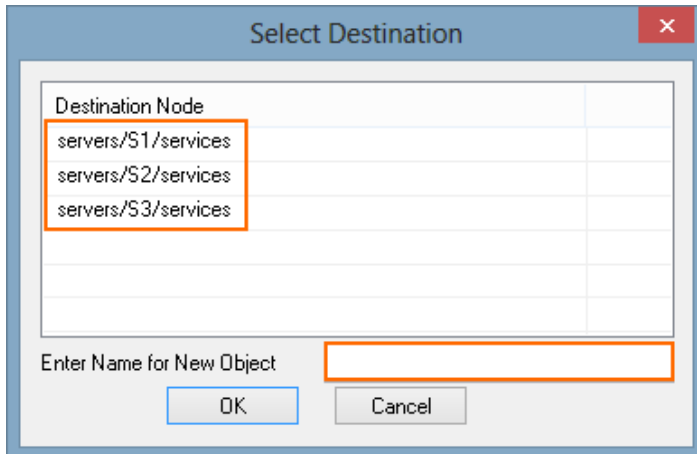 Select Destination
Destination Node
servers/S1/services
servers/S2/services
servers/S3/services
Enter Name for New Object
OK Cancel